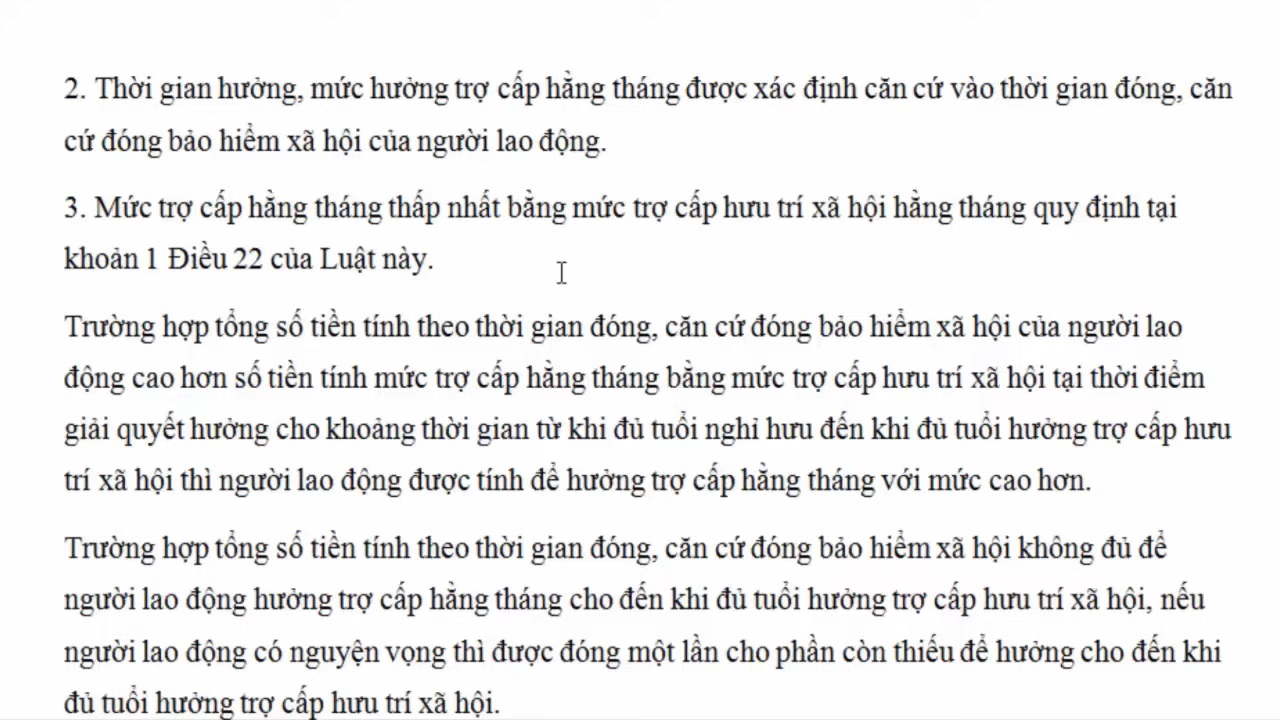 2. Thời gian hưởng, mức hưởng trợ cấp hằng tháng được xác định căn cứ vào thời gian đóng, căn
cứ đóng bảo hiểm xã hội của người lao động.
3. Mức trợ cấp hằng tháng thấp nhất bằng mức trợ cấp hưu trí xã hội hằng tháng quy định tại
khoản 1 Điều 22 của Luật này.
Trường hợp tổng số tiền tính theo thời gian đóng, căn cứ đóng bảo hiểm xã hội của người lao
động cao hơn số tiền tính mức trợ cấp hằng tháng bằng mức trợ cấp hưu trí xã hội tại thời điểm
giải quyết hưởng cho khoảng thời gian từ khi đủ tuổi nghỉ hưu đến khi đủ tuổi hưởng trợ cấp hưu
trí xã hội thì người lao động được tính để hưởng trợ cấp hằng tháng với mức cao hơn.
Trường hợp tổng số tiền tính theo thời gian đóng, căn cứ đóng bảo hiểm xã hội không đủ để
người lao động hưởng trợ cấp hằng tháng cho đến khi đủ tuổi hưởng trợ cấp hưu trí xã hội, nếu
người lao động có nguyện vọng thì được đóng một lần cho phần còn thiếu để hưởng cho đến khi
đủ tuổi hưởng trợ cấp hưu trí xã hội.